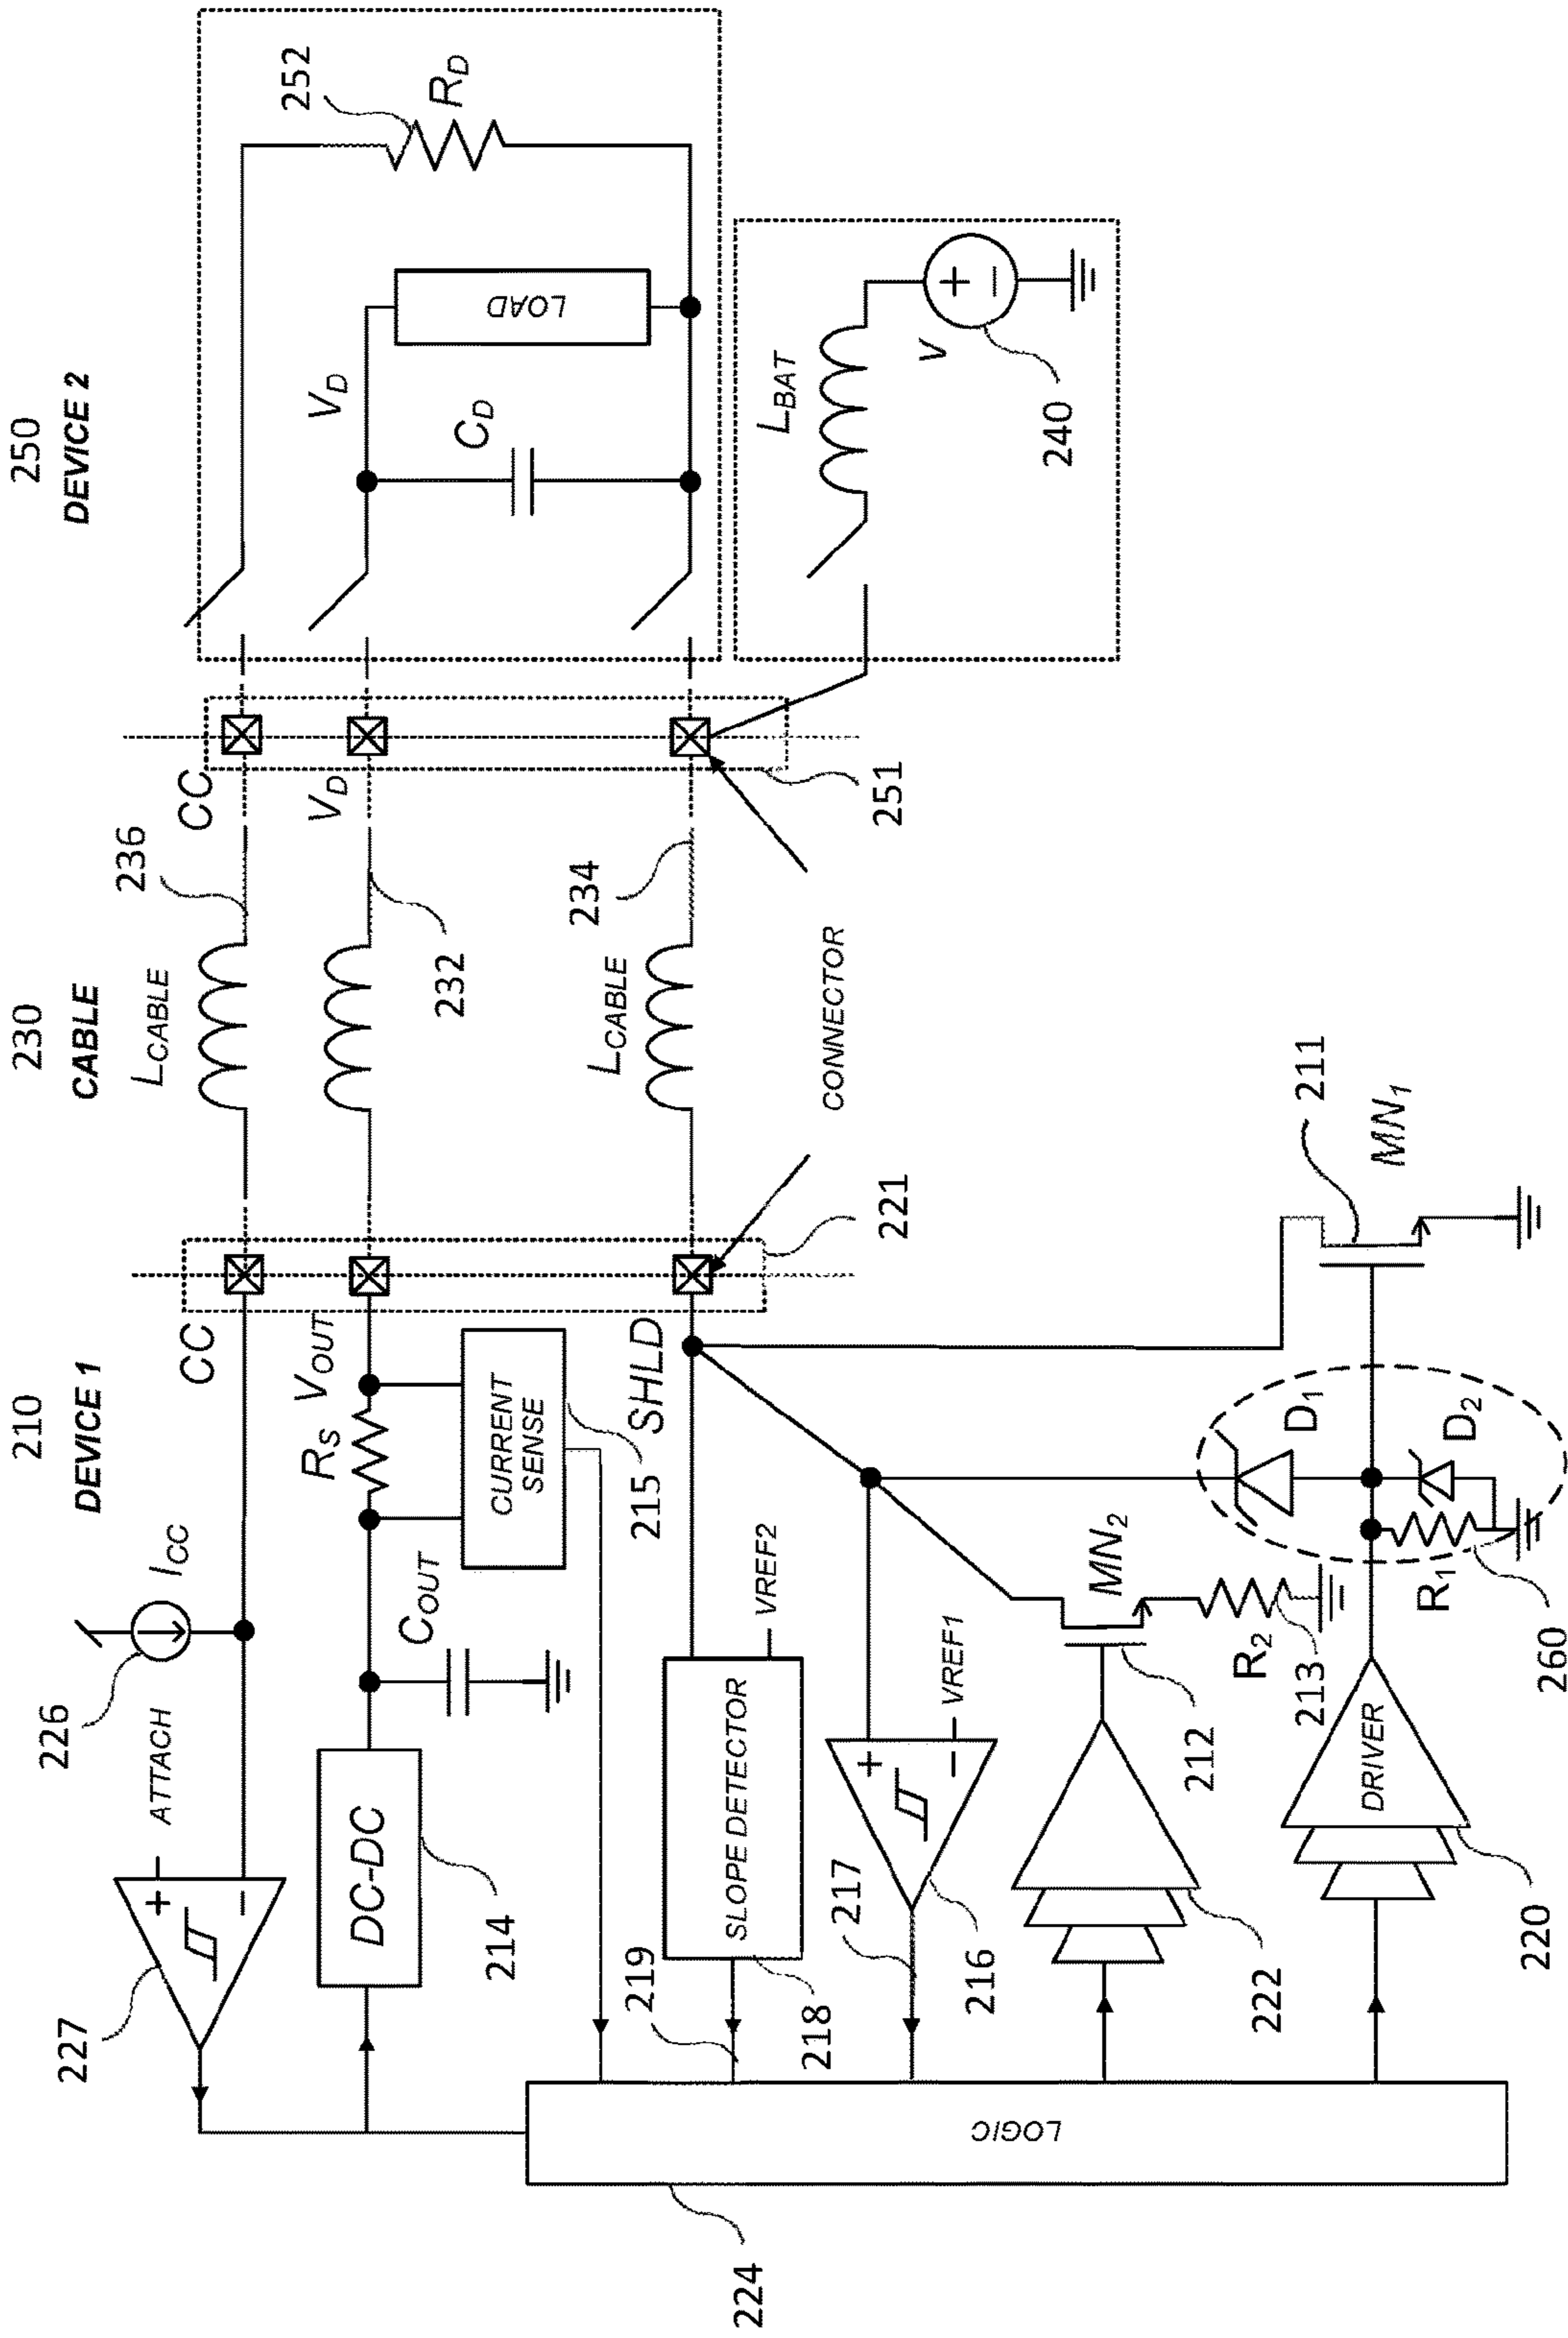 210
DEVICE 1
230
CABLE
250
DEVICE 2
227
ATTACH
226
I_CC
CC
L_CABLE
236
CC
252
R_D
+
−
DC-DC
214
C_OUT
R_S
V_OUT
CURRENT
SENSE
215
232
V_D
V_D
C_D
LOAD
219
SLOPE DETECTOR
218
VREF2
SHLD
L_CABLE
234
217
216
+
−
VREF1
221
CONNECTOR
251
L_BAT
V
+
−
240
222
212
MN_2
R_2
213
D_1
D_2
R_1
260
211
MN_1
DRIVER
220
LOGIC
224